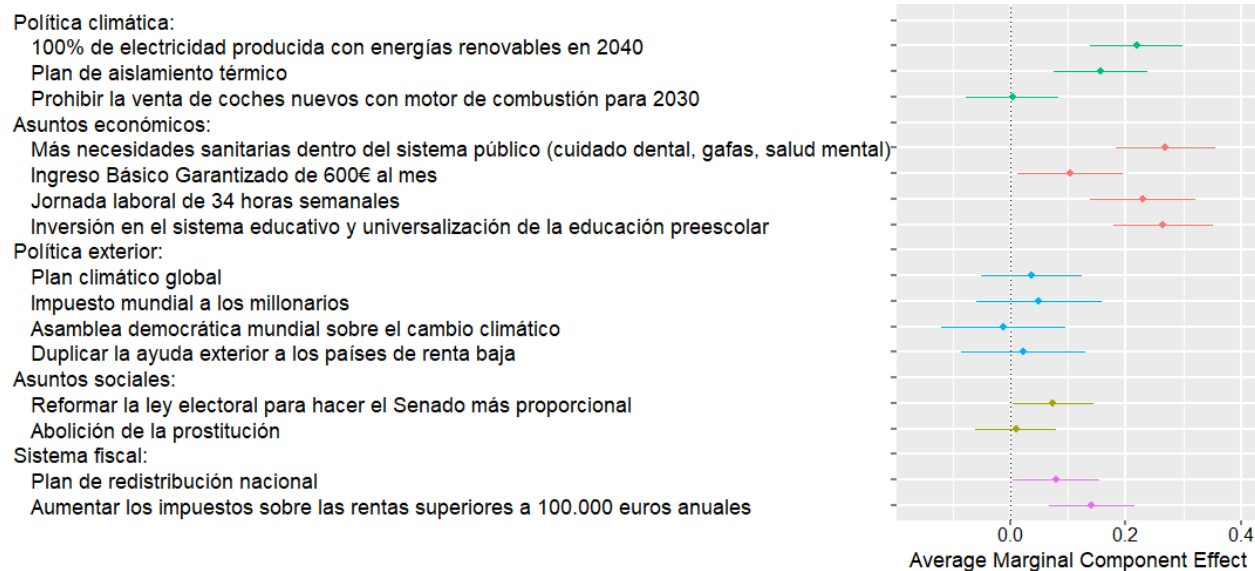 Política climática:
100% de electricidad producida con energías renovables en 2040
Plan de aislamiento térmico
Prohibir la venta de coches nuevos con motor de combustión para 2030
Asuntos económicos:
Más necesidades sanitarias dentro del sistema público (cuidado dental, gafas, salud mental)
Ingreso Básico Garantizado de 600€ al mes
Jornada laboral de 34 horas semanales
Inversión en el sistema educativo y universalización de la educación preescolar
Política exterior:
Plan climático global
Impuesto mundial a los millonarios
Asamblea democrática mundial sobre el cambio climático
Duplicar la ayuda exterior a los países de renta baja
Asuntos sociales:
Reformar la ley electoral para hacer el Senado más proporcional
Abolición de la prostitución
Sistema fiscal:
Plan de redistribución nacional
Aumentar los impuestos sobre las rentas superiores a 100.000 euros anuales
0.0 0.2 0.4
Average Marginal Component Effect